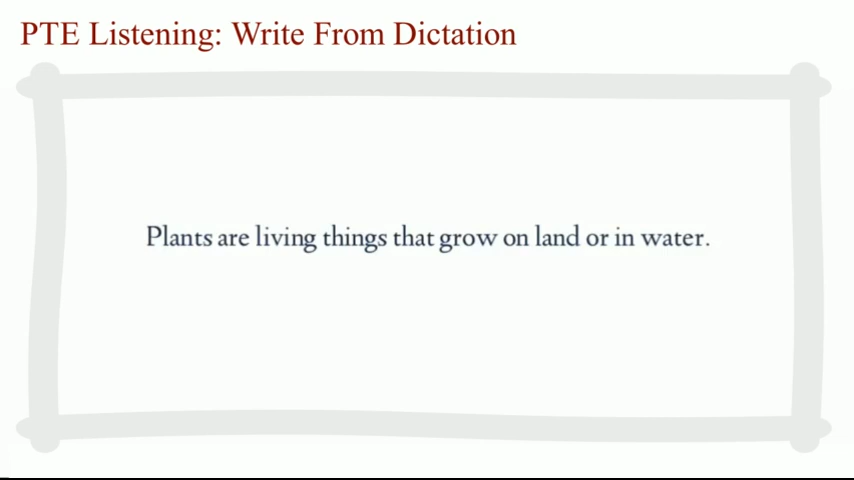 PTE Listening: Write From Dictation
Plants are living things that grow on land or in water.